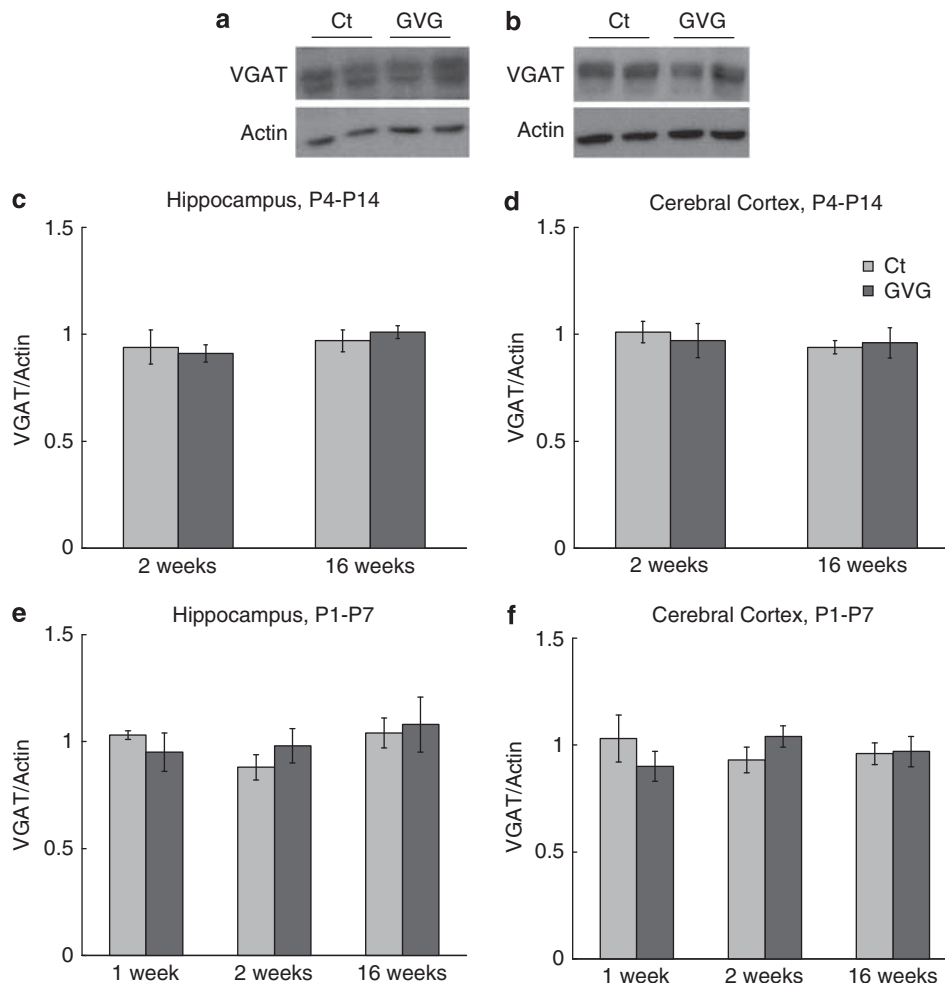 a
Ct GVG
VGAT
Actin
b
Ct GVG
VGAT
Actin
c
Hippocampus, P4-P14
1.5
1
0.5
0
VGAT/Actin
2 weeks 16 weeks
d
Cerebral Cortex, P4-P14
1.5
1
0.5
0
VGAT/Actin
Ct
GVG
2 weeks 16 weeks
e
Hippocampus, P1-P7
1.5
1
0.5
0
VGAT/Actin
1 week 2 weeks 16 weeks
f
Cerebral Cortex, P1-P7
1.5
1
0.5
0
VGAT/Actin
1 week 2 weeks 16 weeks